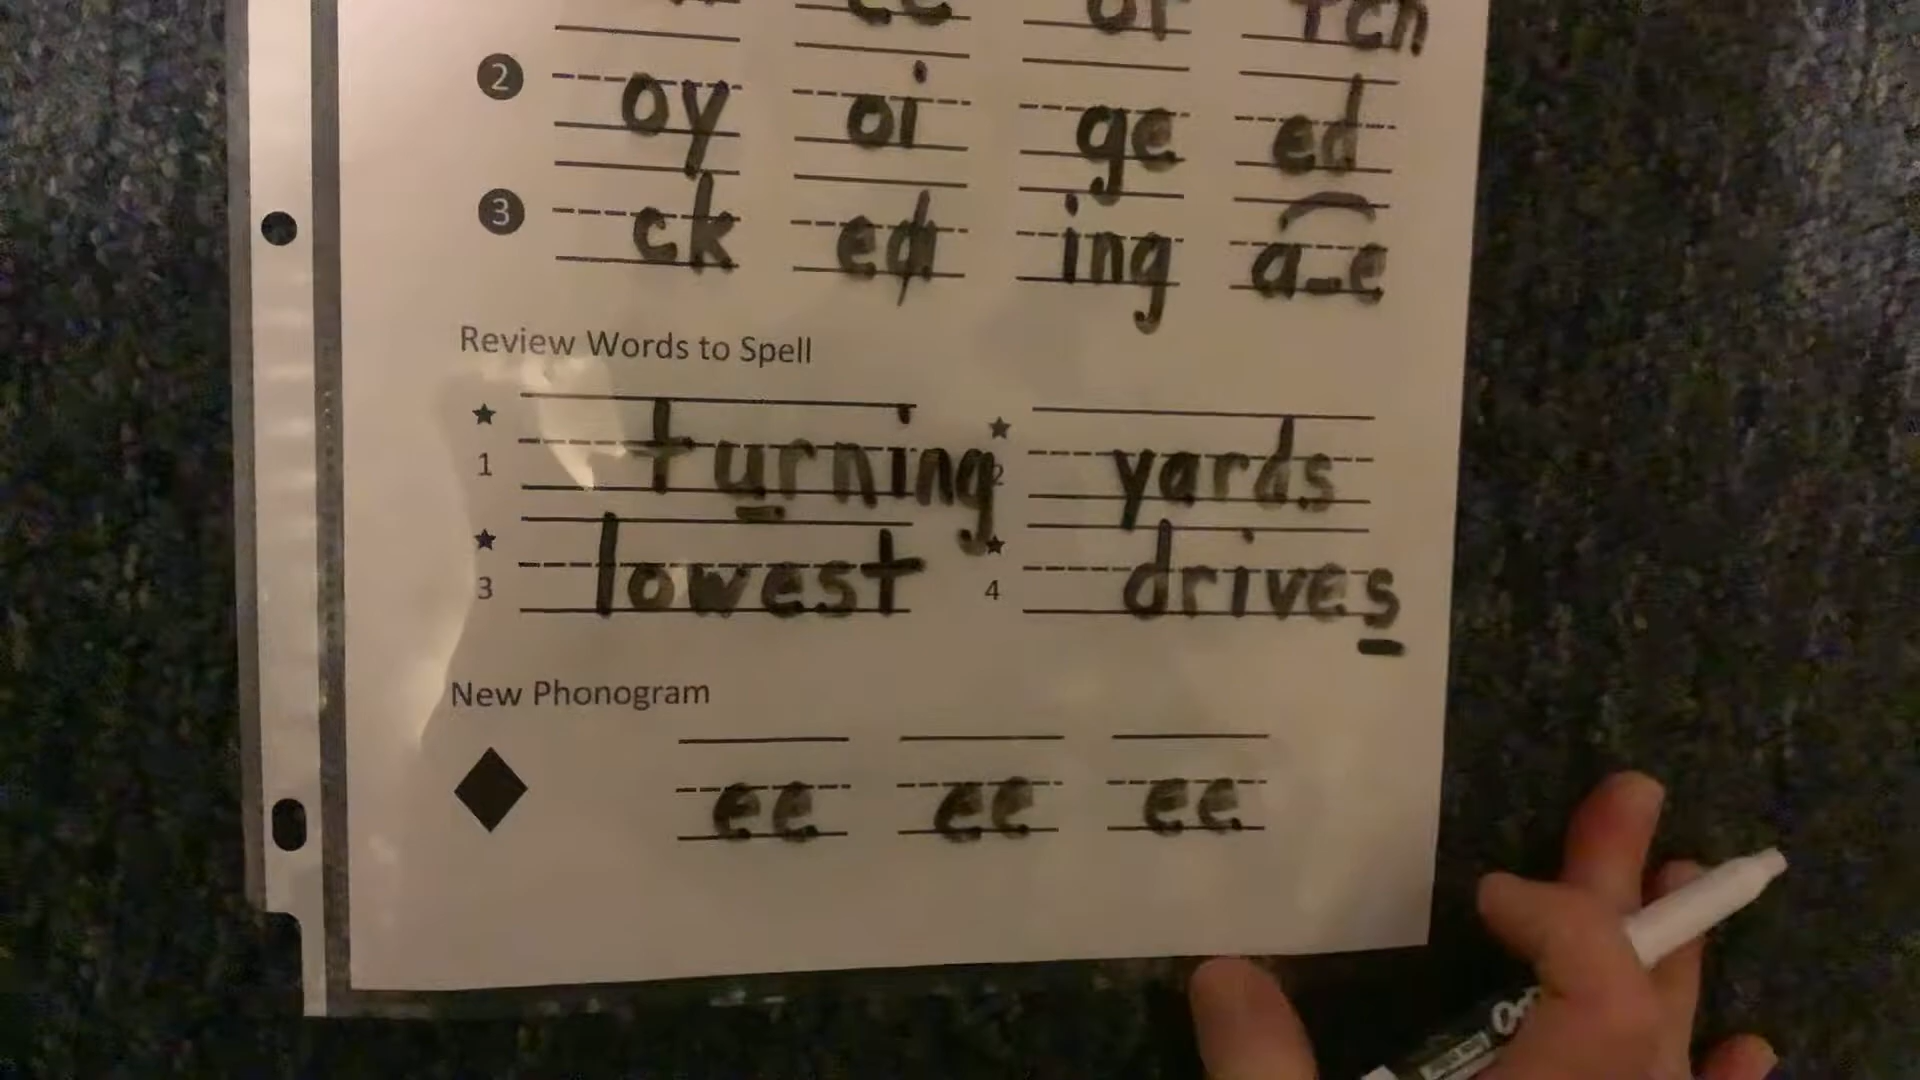 ee or tch
2 oy oi ge ed
3 ck ed ing a_e
Review Words to Spell
1 turning 2 yards
3 lowest 4 drives
New Phonogram
ee ee ee